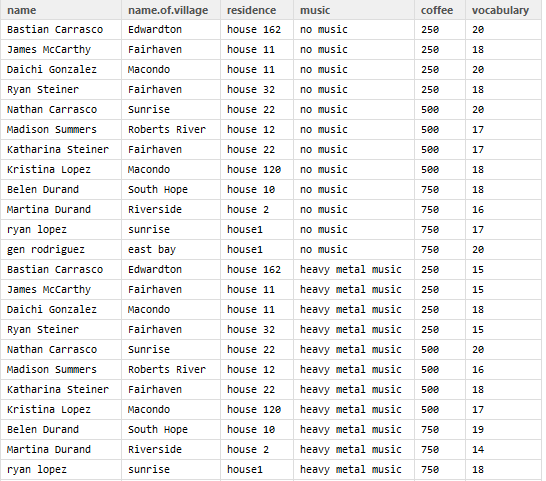 name name.of.village residence music coffee vocabulary
Bastian Carrasco Edwardton house 162 no music 250 20
James McCarthy Fairhaven house 11 no music 250 18
Daichi Gonzalez Macondo house 11 no music 250 20
Ryan Steiner Fairhaven house 32 no music 250 18
Nathan Carrasco Sunrise house 22 no music 500 20
Madison Summers Roberts River house 12 no music 500 17
Katharina Steiner Fairhaven house 22 no music 500 17
Kristina Lopez Macondo house 120 no music 500 18
Belen Durand South Hope house 10 no music 750 18
Martina Durand Riverside house 2 no music 750 16
ryan lopez sunrise house1 no music 750 17
gen rodriguez east bay house1 no music 750 20
Bastian Carrasco Edwardton house 162 heavy metal music 250 15
James McCarthy Fairhaven house 11 heavy metal music 250 15
Daichi Gonzalez Macondo house 11 heavy metal music 250 18
Ryan Steiner Fairhaven house 32 heavy metal music 250 15
Nathan Carrasco Sunrise house 22 heavy metal music 500 20
Madison Summers Roberts River house 12 heavy metal music 500 16
Katharina Steiner Fairhaven house 22 heavy metal music 500 18
Kristina Lopez Macondo house 120 heavy metal music 500 17
Belen Durand South Hope house 10 heavy metal music 750 19
Martina Durand Riverside house 2 heavy metal music 750 14
ryan lopez sunrise house1 heavy metal music 750 18